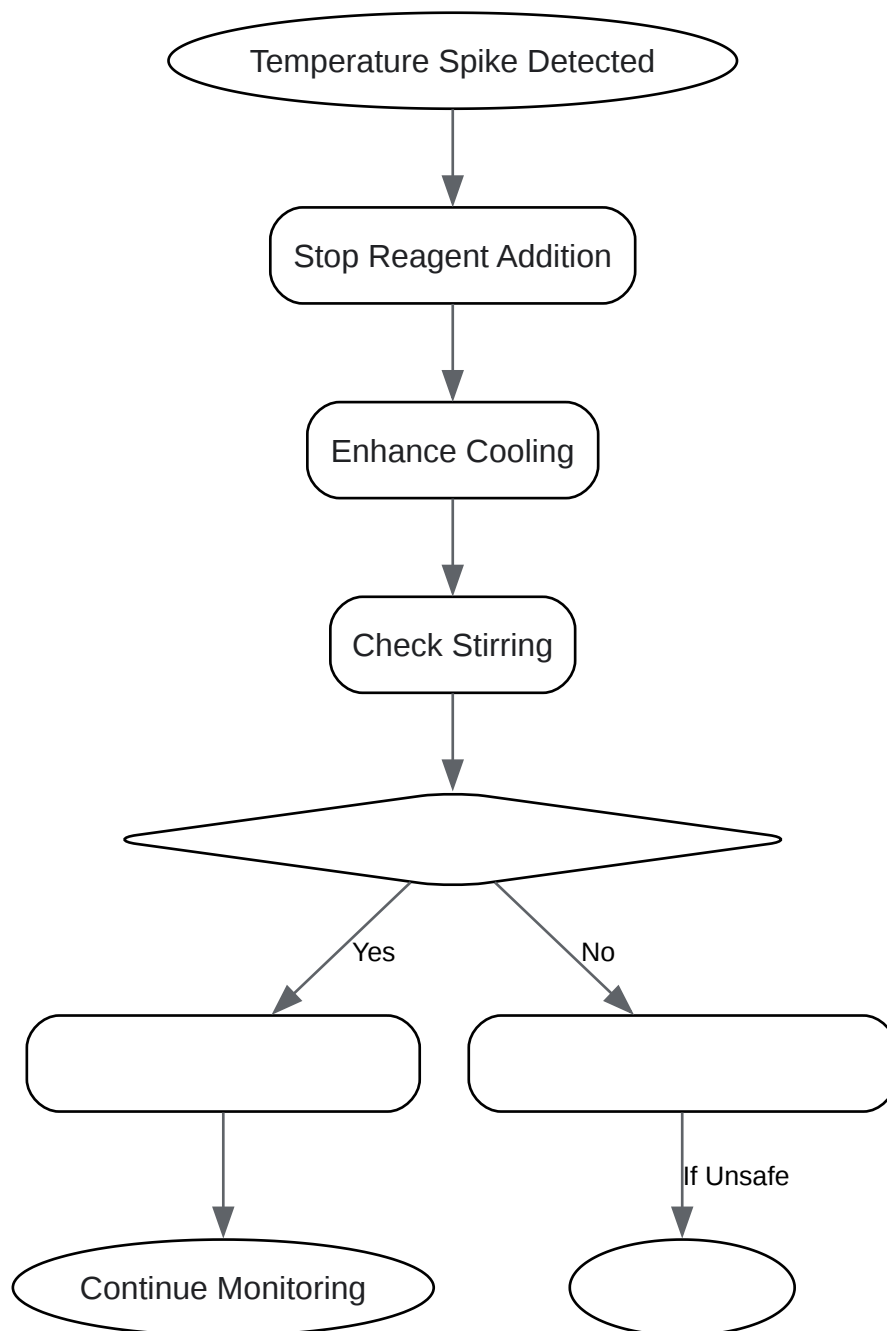 Temperature Spike Detected
Stop Reagent Addition
Enhance Cooling
Check Stirring
Yes
No
If Unsafe
Continue Monitoring